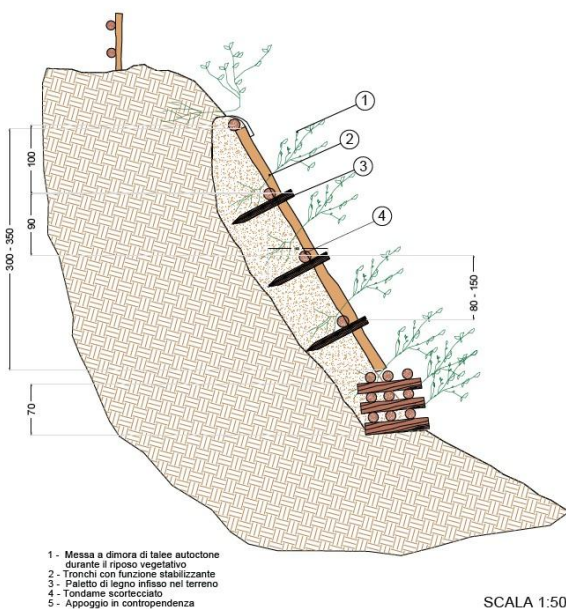 1
2
3
4
100
90
300 - 350
80 - 150
70
1 - Messa a dimora di talee autoctone
durante il riposo vegetativo
2 - Tronchi con funzione stabilizzante
3 - Paletto di legno infisso nel terreno
4 - Tondame scortecciato
5 - Appoggio in contropendenza
SCALA 1:50